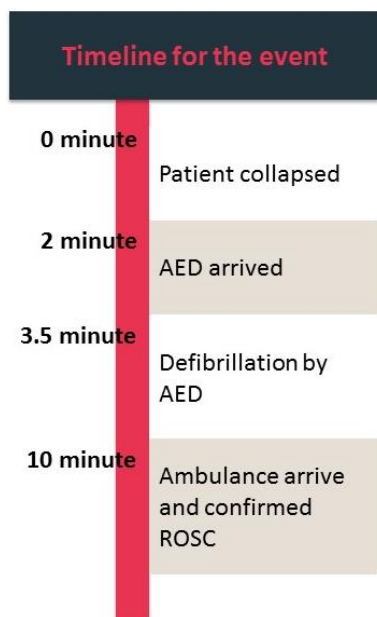 Timeline for the event
0 minute
Patient collapsed
2 minute
AED arrived
3.5 minute
Defibrillation by
AED
10 minute
Ambulance arrive
and confirmed
ROSC